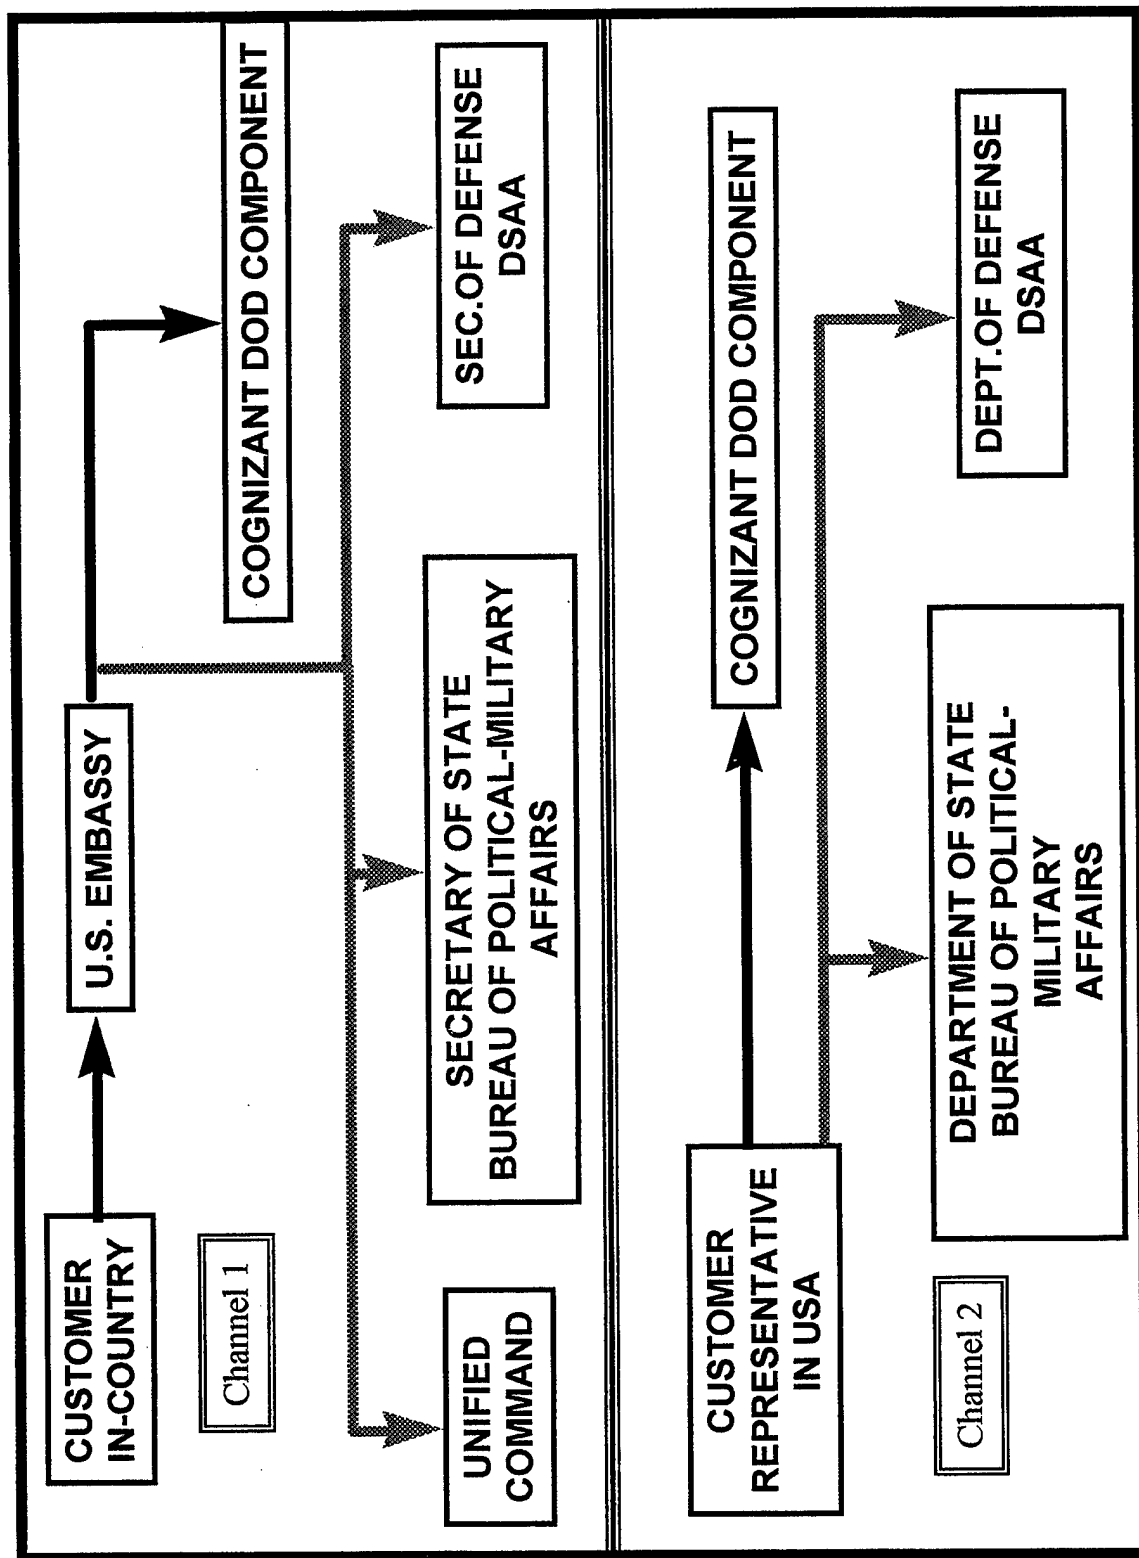 CUSTOMER
IN-COUNTRY
U.S. EMBASSY
COGNIZANT DOD COMPONENT
Channel 1
UNIFIED
COMMAND
SECRETARY OF STATE
BUREAU OF POLITICAL-MILITARY
AFFAIRS
SEC.OF DEFENSE
DSAA
CUSTOMER
REPRESENTATIVE
IN USA
COGNIZANT DOD COMPONENT
Channel 2
DEPARTMENT OF STATE
BUREAU OF POLITICAL-
MILITARY
AFFAIRS
DEPT.OF DEFENSE
DSAA